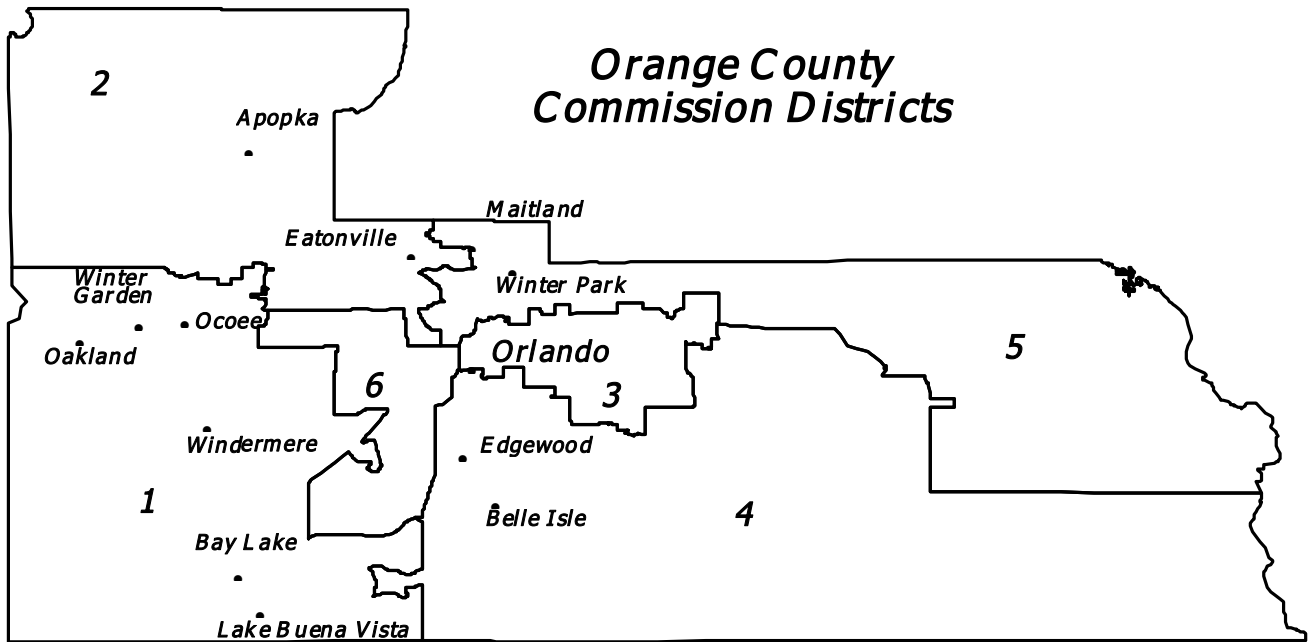 Orange County
Commission Districts
2
Apopka
Maitland
Eatonville
Winter
Garden
Winter Park
Ocoee
Oakland
Orlando
5
6
3
Windermere
Edgewood
1
Belle Isle
4
Bay Lake
Lake Buena Vista